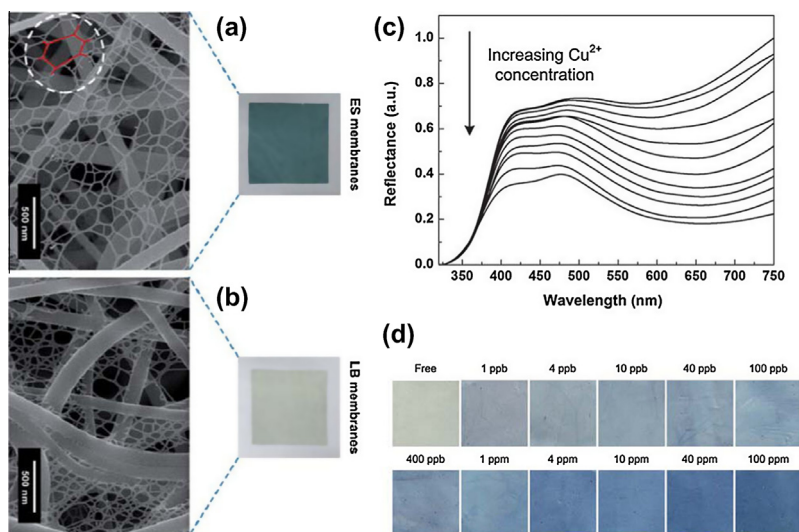 (a)
500 nm
ES membranes
(b)
500 nm
LB membranes
(c)
Increasing Cu²⁺
concentration
Reflectance (a.u.)
1.0
0.8
0.6
0.4
0.2
0.0
350 400 450 500 550 600 650 700 750
Wavelength (nm)
(d)
Free 1 ppb 4 ppb 10 ppb 40 ppb 100 ppb
400 ppb 1 ppm 4 ppm 10 ppm 40 ppm 100 ppm